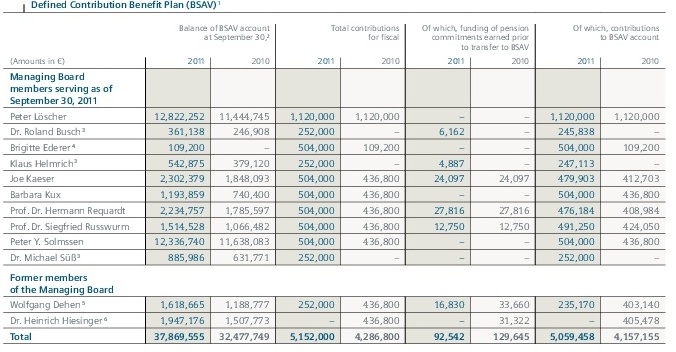 Defined Contribution Benefit Plan (BSAV) ¹
Balance of BSAV account Total contributions Of which, funding of pension Of which, contributions
at September 30,² for fiscal commitments earned prior to BSAV account
to transfer to BSAV
(Amounts in €) 2011 2010 2011 2010 2011 2010 2011 2010
Managing Board
members serving as of
September 30, 2011
Peter Löscher 12,822,252 11,444,745 1,120,000 1,120,000 – – 1,120,000 1,120,000
Dr. Roland Busch ³ 361,138 246,908 252,000 – 6,162 – 245,838 –
Brigitte Ederer ⁴ 109,200 – 504,000 109,200 – – 504,000 109,200
Klaus Helmrich ³ 542,875 379,120 252,000 – 4,887 – 247,113 –
Joe Kaeser 2,302,379 1,848,093 504,000 436,800 24,097 24,097 479,903 412,703
Barbara Kux 1,193,859 740,400 504,000 436,800 – – 504,000 436,800
Prof. Dr. Hermann Requardt 2,234,757 1,785,597 504,000 436,800 27,816 27,816 476,184 408,984
Prof. Dr. Siegfried Russwurm 1,514,528 1,066,482 504,000 436,800 12,750 12,750 491,250 424,050
Peter Y. Solmssen 12,336,740 11,638,083 504,000 436,800 – – 504,000 436,800
Dr. Michael Süß ³ 885,986 631,771 252,000 – – – 252,000 –
Former members
of the Managing Board
Wolfgang Dehen ⁵ 1,618,665 1,188,777 252,000 436,800 16,830 33,660 235,170 403,140
Dr. Heinrich Hiesinger ⁶ 1,947,176 1,507,773 – 436,800 – 31,322 – 405,478
Total 37,869,555 32,477,749 5,152,000 4,286,800 92,542 129,645 5,059,458 4,157,155